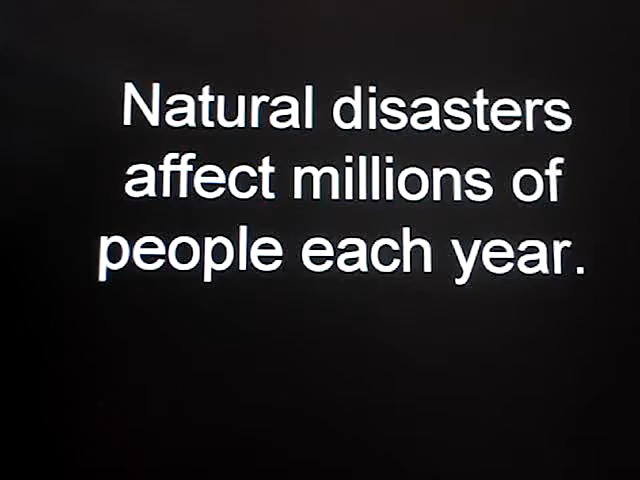 Natural disasters
affect millions of
people each year.